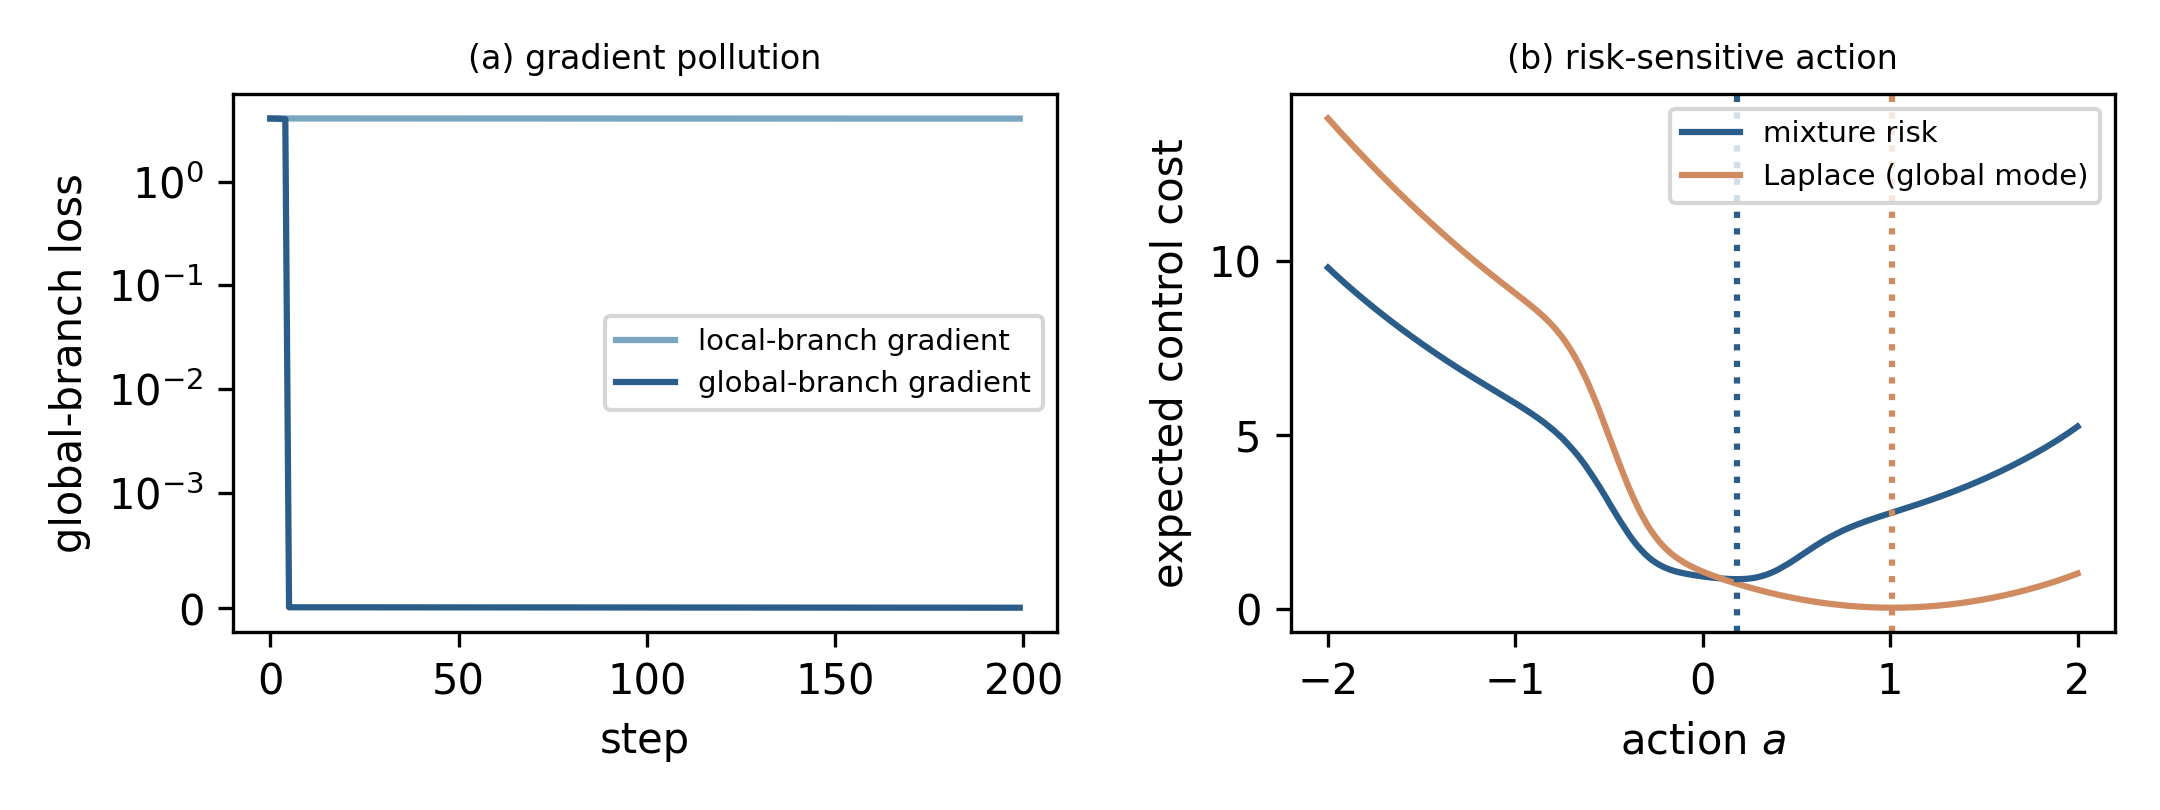 (a) gradient pollution
global-branch loss
10⁰
10⁻¹
10⁻²
10⁻³
0
local-branch gradient
global-branch gradient
0 50 100 150 200
step
(b) risk-sensitive action
expected control cost
10
5
0
mixture risk
Laplace (global mode)
−2 −1 0 1 2
action a